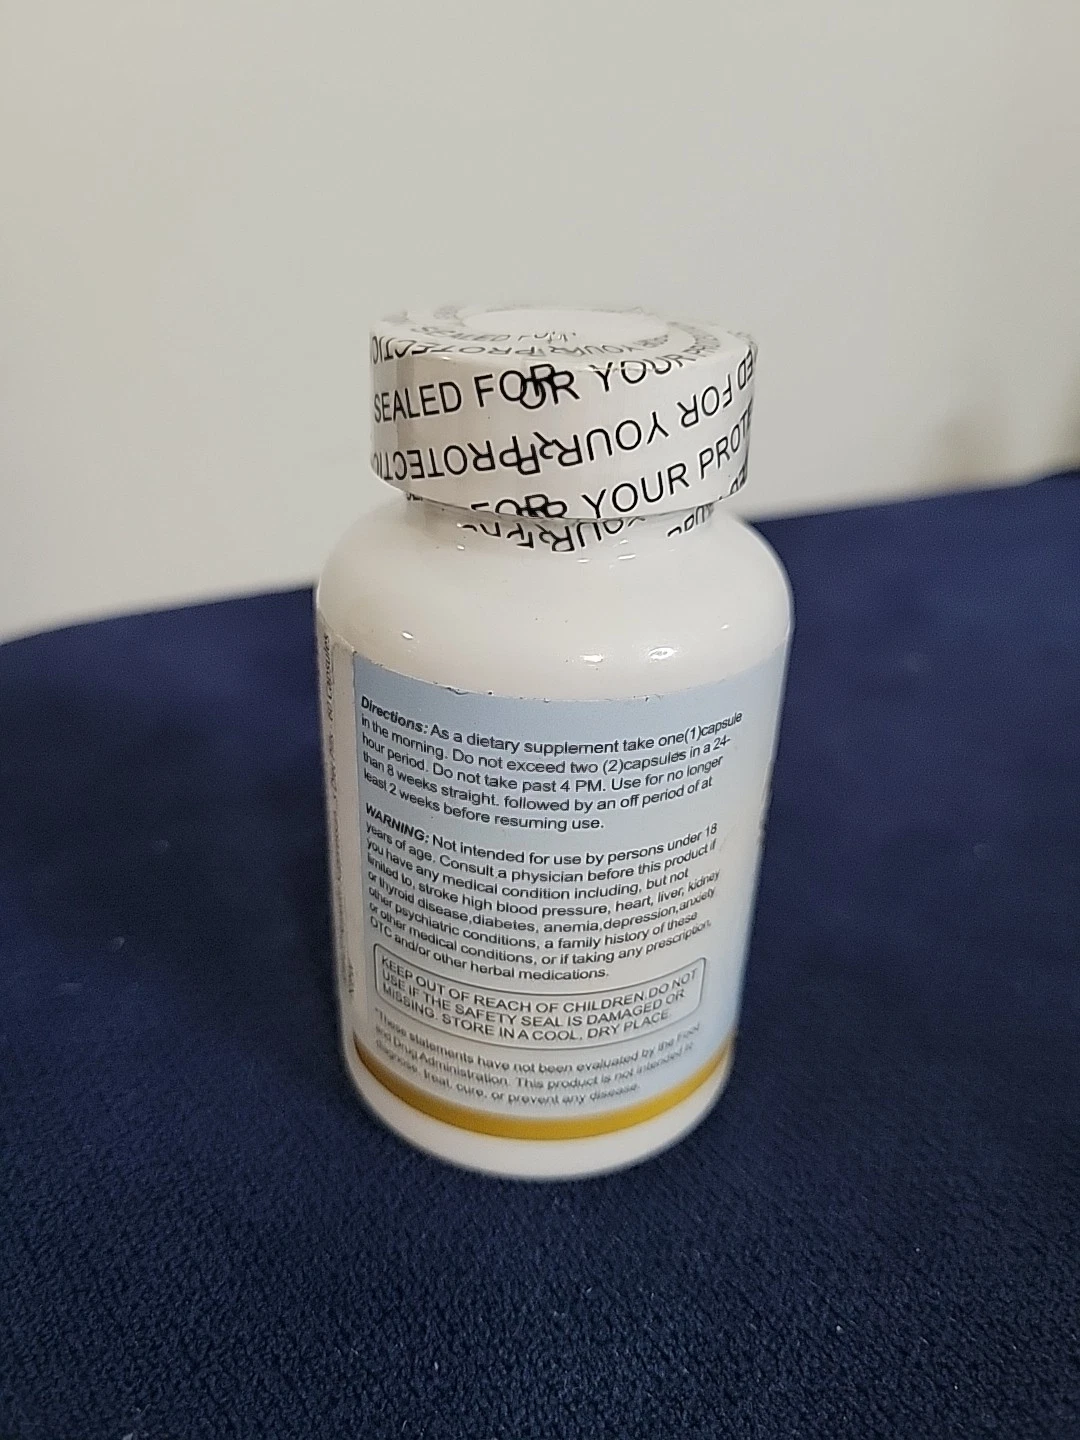 SEALED FOR OR YOUR
PROTECTION YOUR FOR
FOR YOUR PROTE
Directions: As a dietary supplement take one(1)capsule
in the morning. Do not exceed two (2)capsules in a 24-
hour period. Do not take past 4 PM. Use for no longer
than 8 weeks straight. followed by an off period of at
least 2 weeks before resuming use.
WARNING: Not intended for use by persons under 18
years of age. Consult a physician before this product if
you have any medical condition including, but not
limited to, stroke high blood pressure, heart, liver, kidney
or thyroid disease,diabetes, anemia,depression,anxiety
other psychiatric conditions, a family history of these
or other medical conditions, or if taking any prescription,
OTC and/or other herbal medications.
KEEP OUT OF REACH OF CHILDREN.DO NOT
USE IF THE SAFETY SEAL IS DAMAGED OR
MISSING. STORE IN A COOL, DRY PLACE.
*These statements have not been evaluated by the Food
and Drug Administration. This product is not intended to
diagnose, treat, cure, or prevent any disease.
60 Capsules